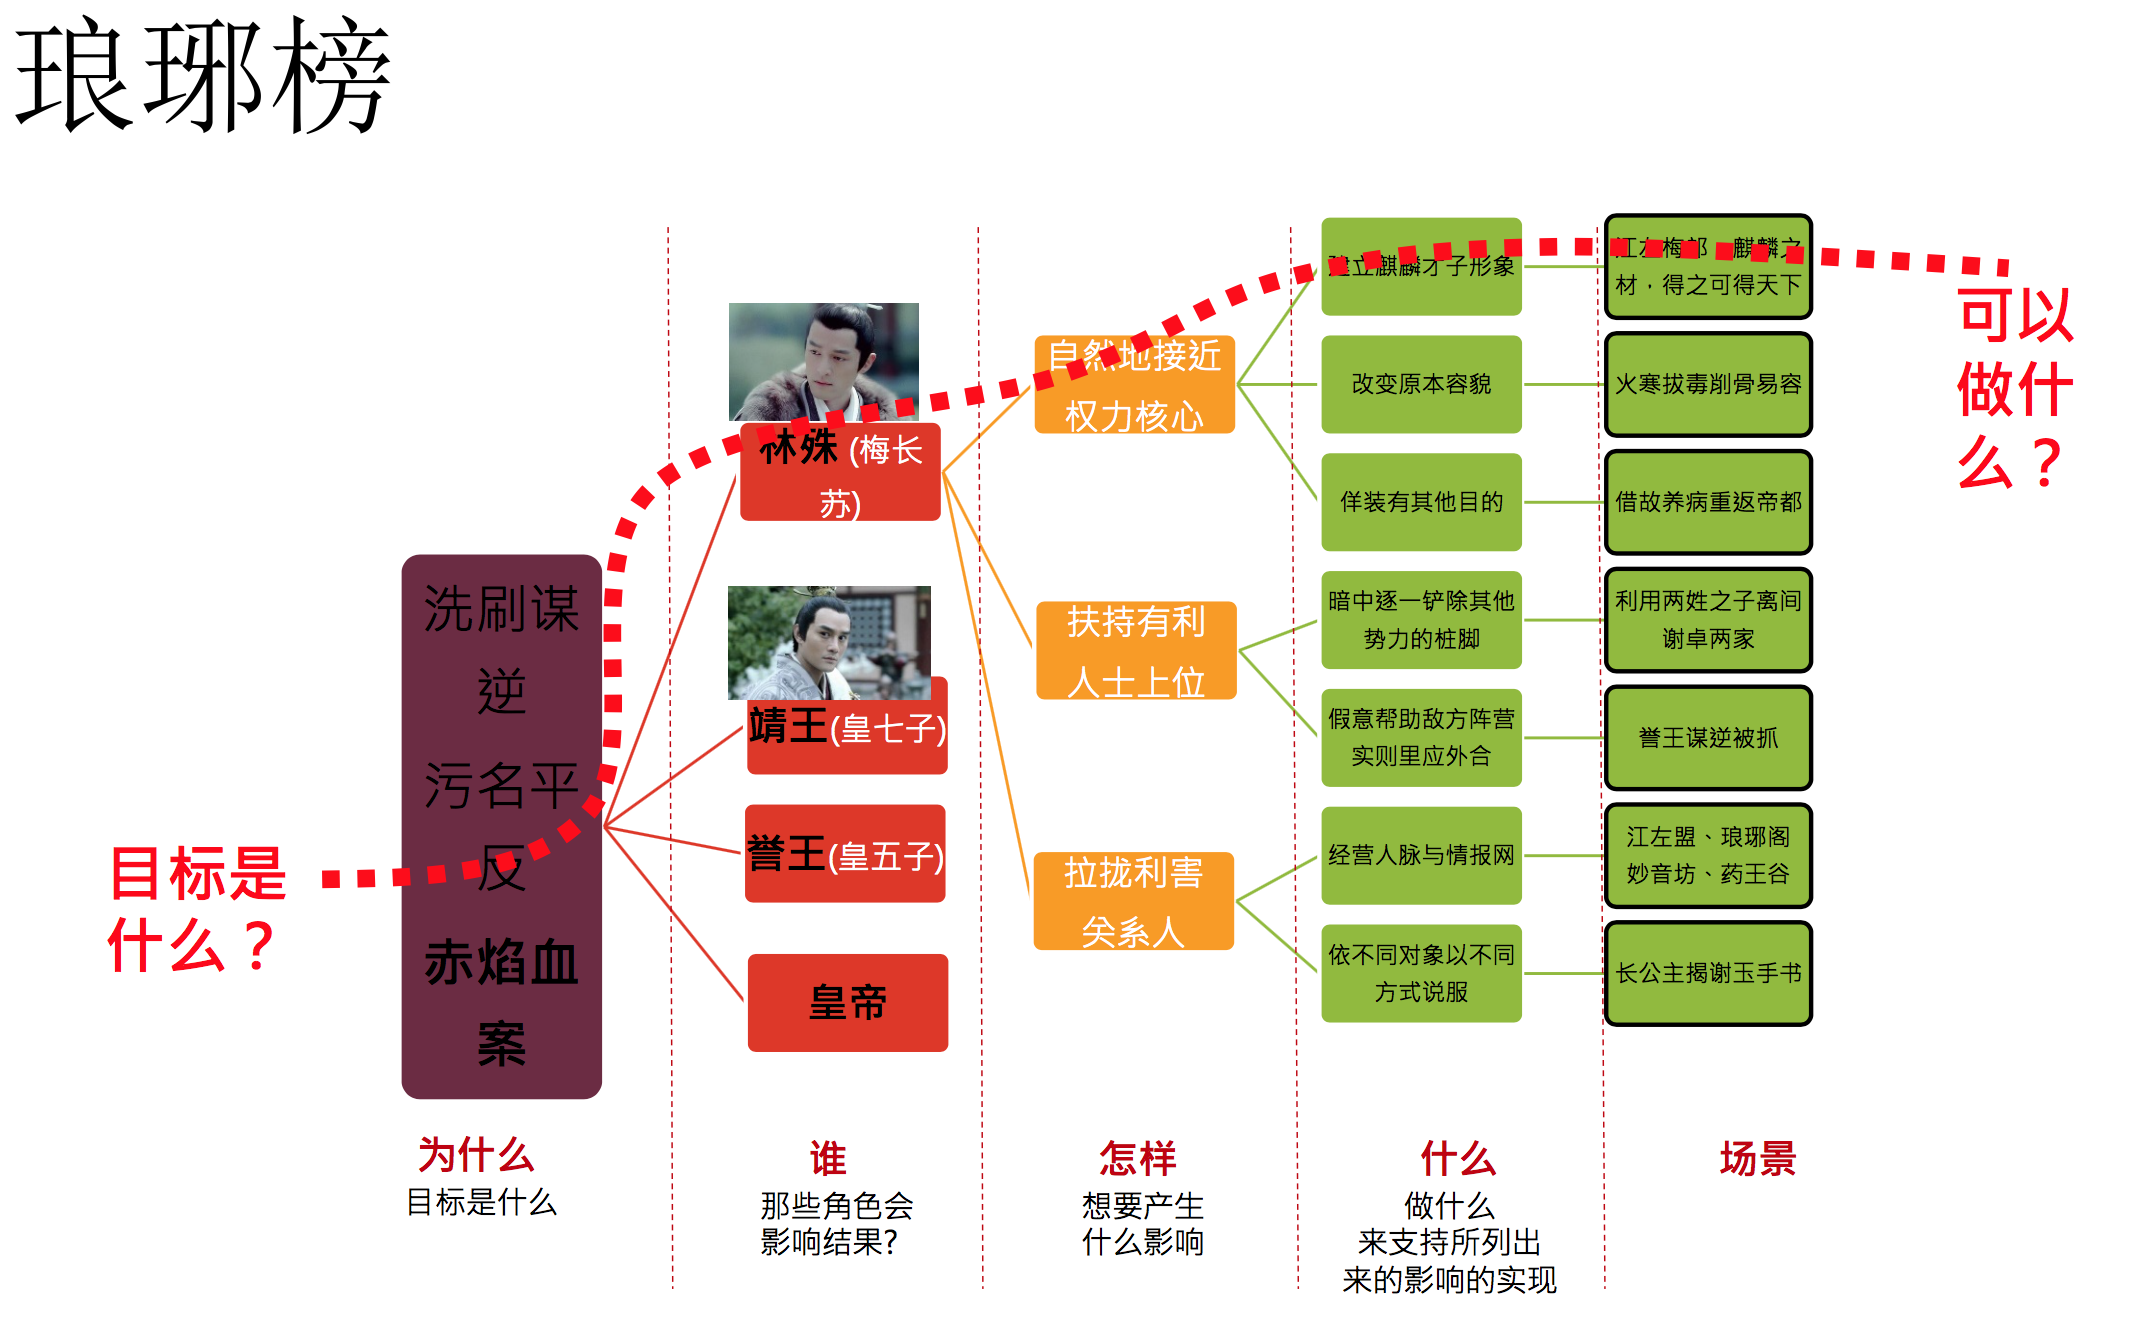 琅琊榜
目标是
什么？
洗刷谋
逆
污名平
反
赤焰血
案
为什么
目标是什么
林殊 (梅长
苏)
靖王(皇七子)
誉王(皇五子)
皇帝
谁
那些角色会
影响结果?
自然地接近
权力核心
扶持有利
人士上位
拉拢利害
关系人
怎样
想要产生
什么影响
建立麒麟才子形象
改变原本容貌
佯装有其他目的
暗中逐一铲除其他
势力的桩脚
假意帮助敌方阵营
实则里应外合
经营人脉与情报网
依不同对象以不同
方式说服
什么
做什么
来支持所列出
来的影响的实现
江左梅郎，麒麟之
材，得之可得天下
火寒拔毒削骨易容
借故养病重返帝都
利用两姓之子离间
谢卓两家
誉王谋逆被抓
江左盟、琅琊阁
妙音坊、药王谷
长公主揭谢玉手书
场景
可以
做什
么？